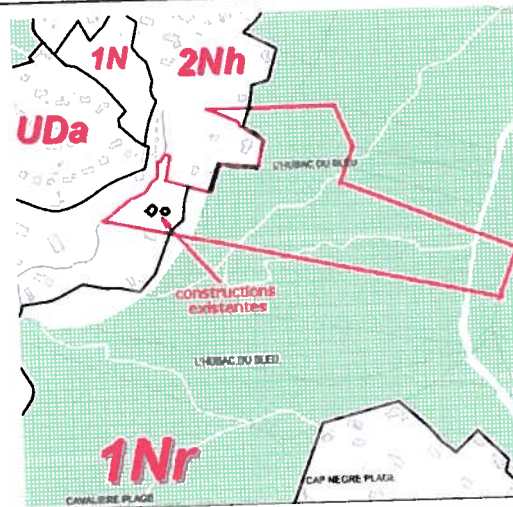 1N
2Nh
UDa
L'HUBAC DU BLEU
constructions
existantes
L'HUBAC DU BLEU
1Nr
CAP NEGRE PLAGE
CAVALIERE PLAGE